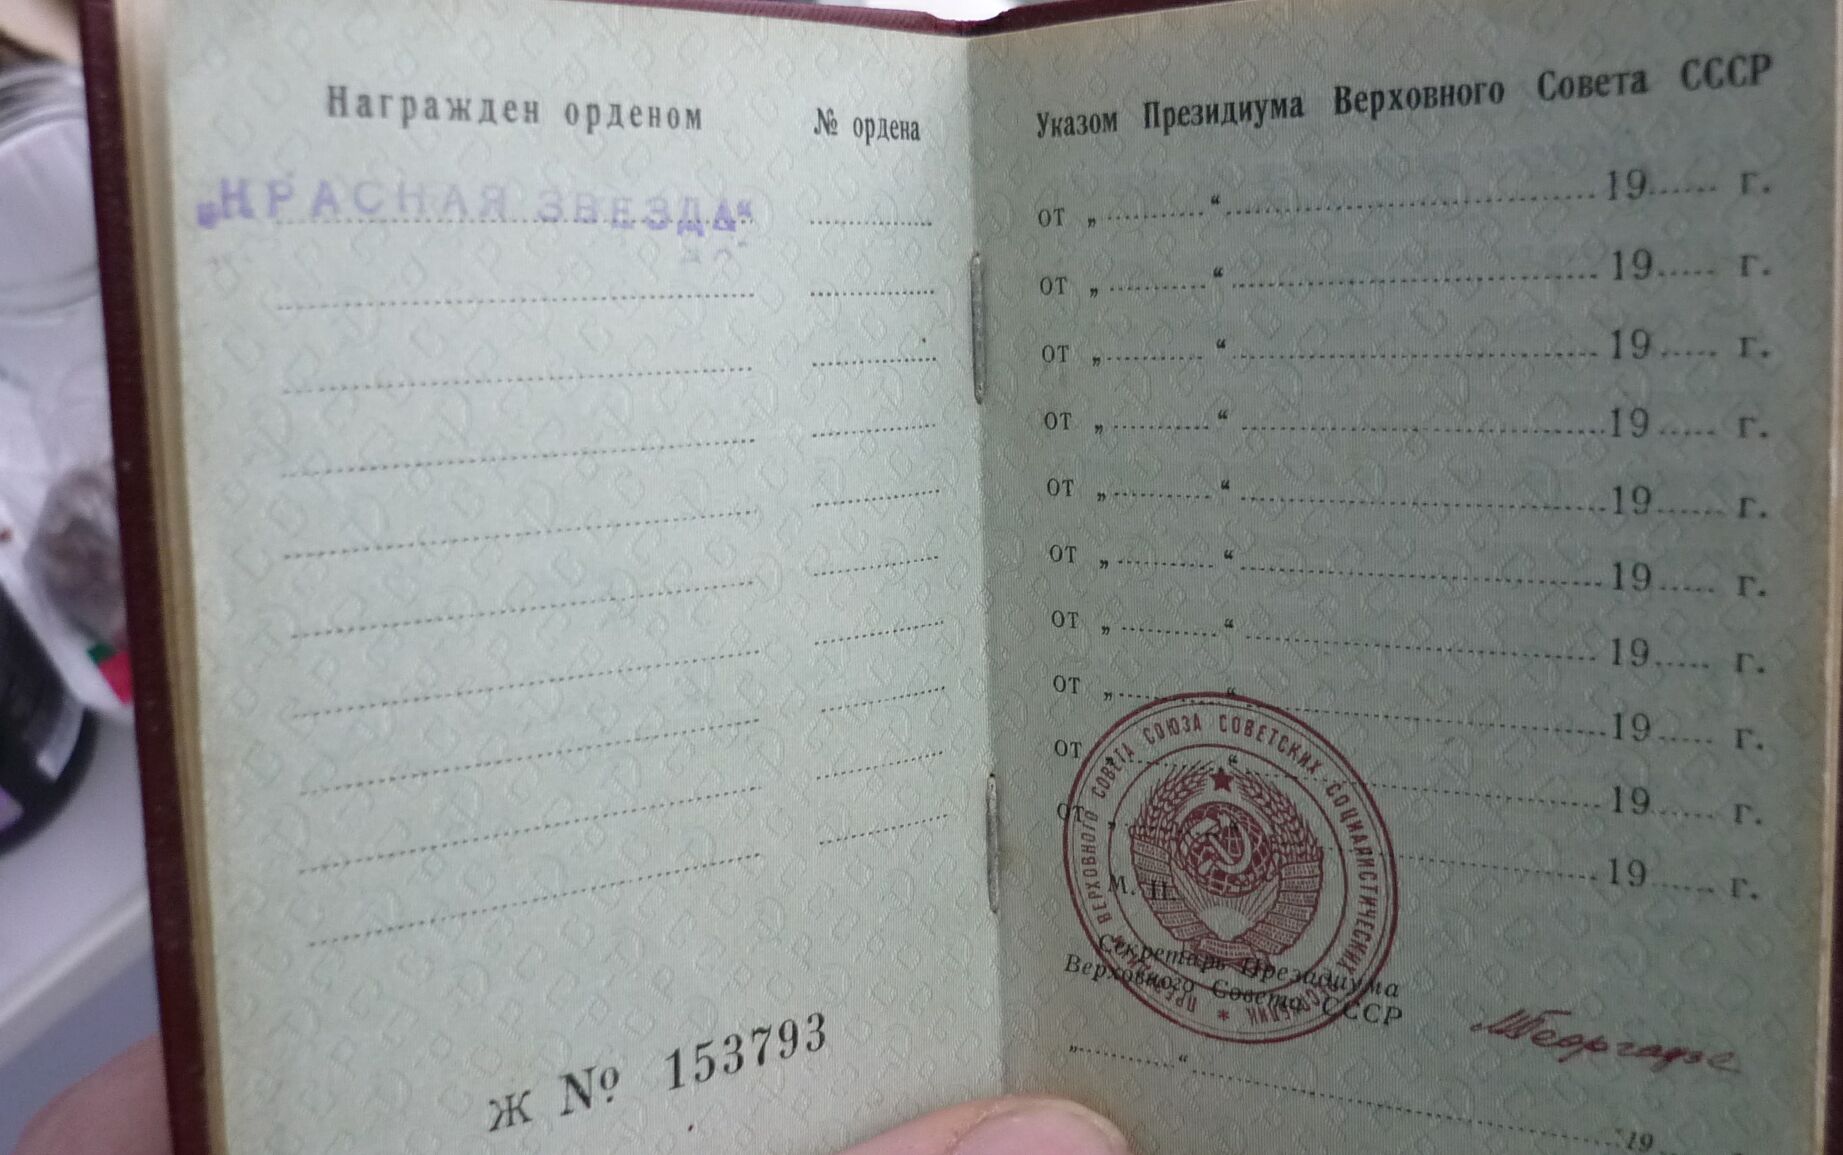 Награжден орденом № ордена
„КРАСНАЯ ЗВЕЗДА“
Ж № 153793
Указом Президиума Верховного Совета СССР
от „..........“..............................19...... г.
от „..........“..............................19...... г.
от „..........“..............................19...... г.
от „..........“..............................19...... г.
от „..........“..............................19...... г.
от „..........“..............................19...... г.
от „..........“..............................19...... г.
от „..........“..............................19...... г.
от „..........“..............................19...... г.
от „..........“..............................19...... г.
ПРЕЗИДИУМ ВЕРХОВНОГО СОВЕТА СОЮЗА СОВЕТСКИХ СОЦИАЛИСТИЧЕСКИХ РЕСПУБЛИК *
М. П.
Секретарь Президиума
Верховного Совета СССР
МГеоргадзе
„..........“..............................19